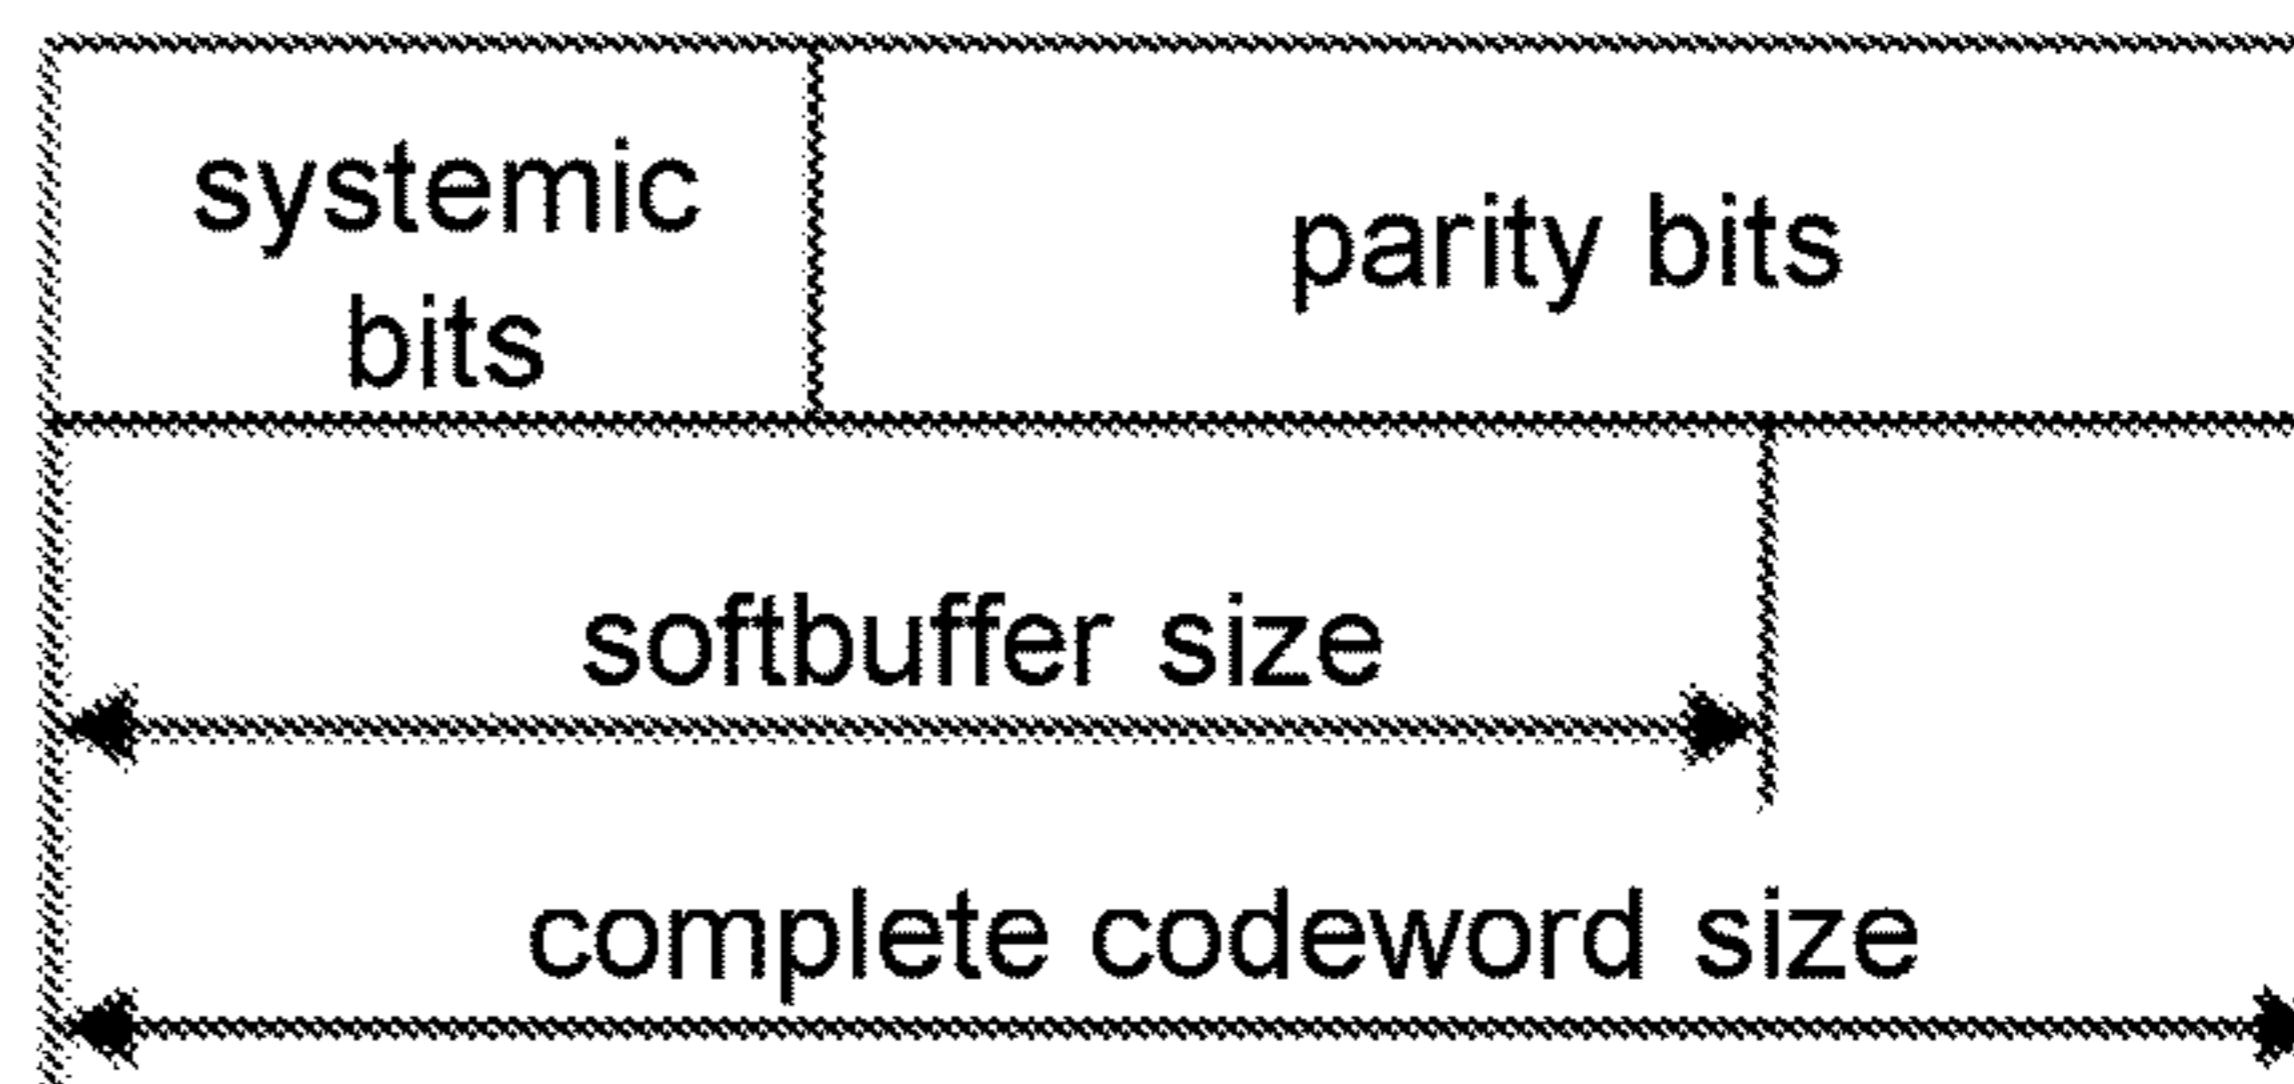 systemic
bits
parity bits
softbuffer size
complete codeword size